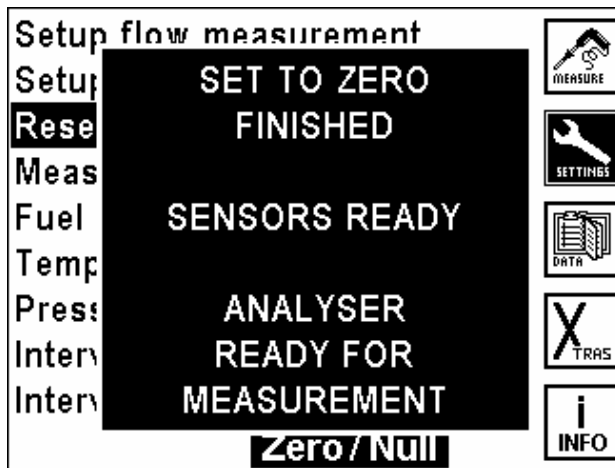 Setup flow measurement
Setup
Rese
Meas
Fuel
Temp
Press
Interv
Interv
SET TO ZERO
FINISHED
SENSORS READY
ANALYSER
READY FOR
MEASUREMENT
Zero/Null
MEASURE
SETTINGS
DATA
XTRAS
i
INFO